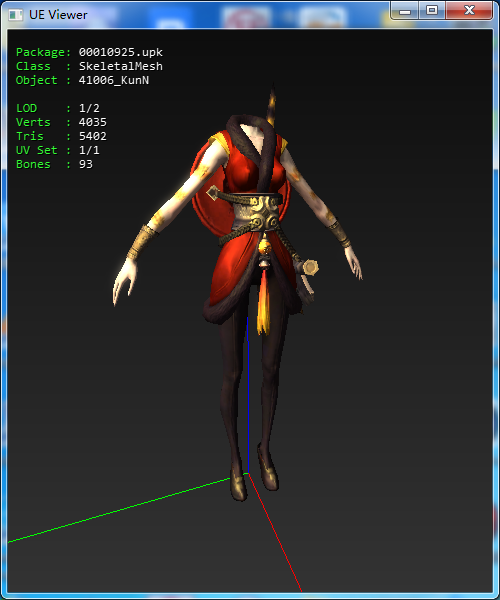 UE Viewer
Package: 00010925.upk
Class : SkeletalMesh
Object : 41006_KunN
LOD : 1/2
Verts : 4035
Tris : 5402
UV Set : 1/1
Bones : 93